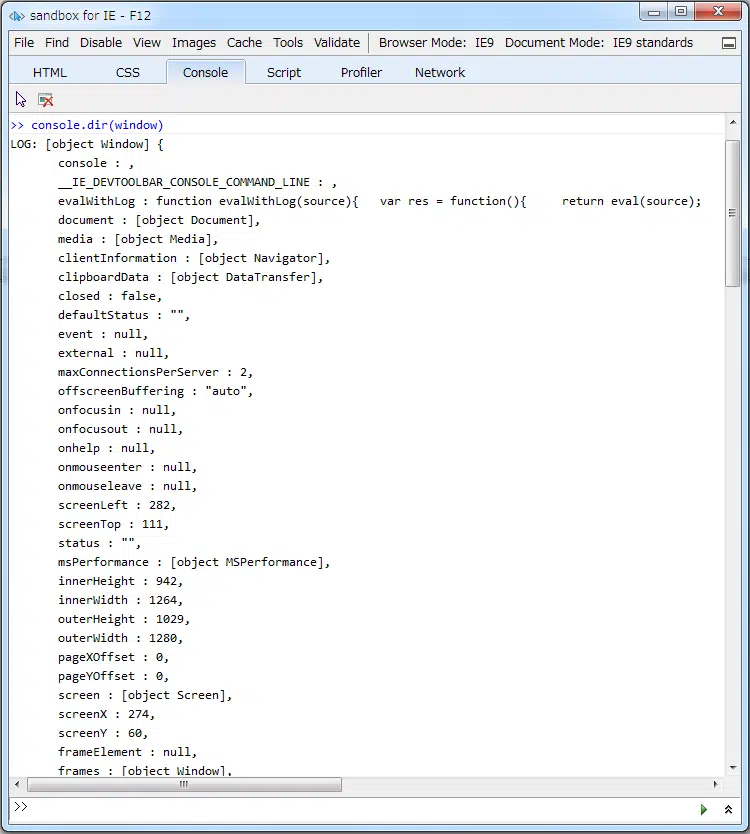 sandbox for IE - F12
File Find Disable View Images Cache Tools Validate Browser Mode: IE9 Document Mode: IE9 standards
HTML CSS Console Script Profiler Network
>> console.dir(window)
LOG: [object Window] {
console : ,
__IE_DEVTOOLBAR_CONSOLE_COMMAND_LINE : ,
evalWithLog : function evalWithLog(source){ var res = function(){ return eval(source);
document : [object Document],
media : [object Media],
clientInformation : [object Navigator],
clipboardData : [object DataTransfer],
closed : false,
defaultStatus : "",
event : null,
external : null,
maxConnectionsPerServer : 2,
offscreenBuffering : "auto",
onfocusin : null,
onfocusout : null,
onhelp : null,
onmouseenter : null,
onmouseleave : null,
screenLeft : 282,
screenTop : 111,
status : "",
msPerformance : [object MSPerformance],
innerHeight : 942,
innerWidth : 1264,
outerHeight : 1029,
outerWidth : 1280,
pageXOffset : 0,
pageYOffset : 0,
screen : [object Screen],
screenX : 274,
screenY : 60,
frameElement : null,
frames : [object Window],
>>